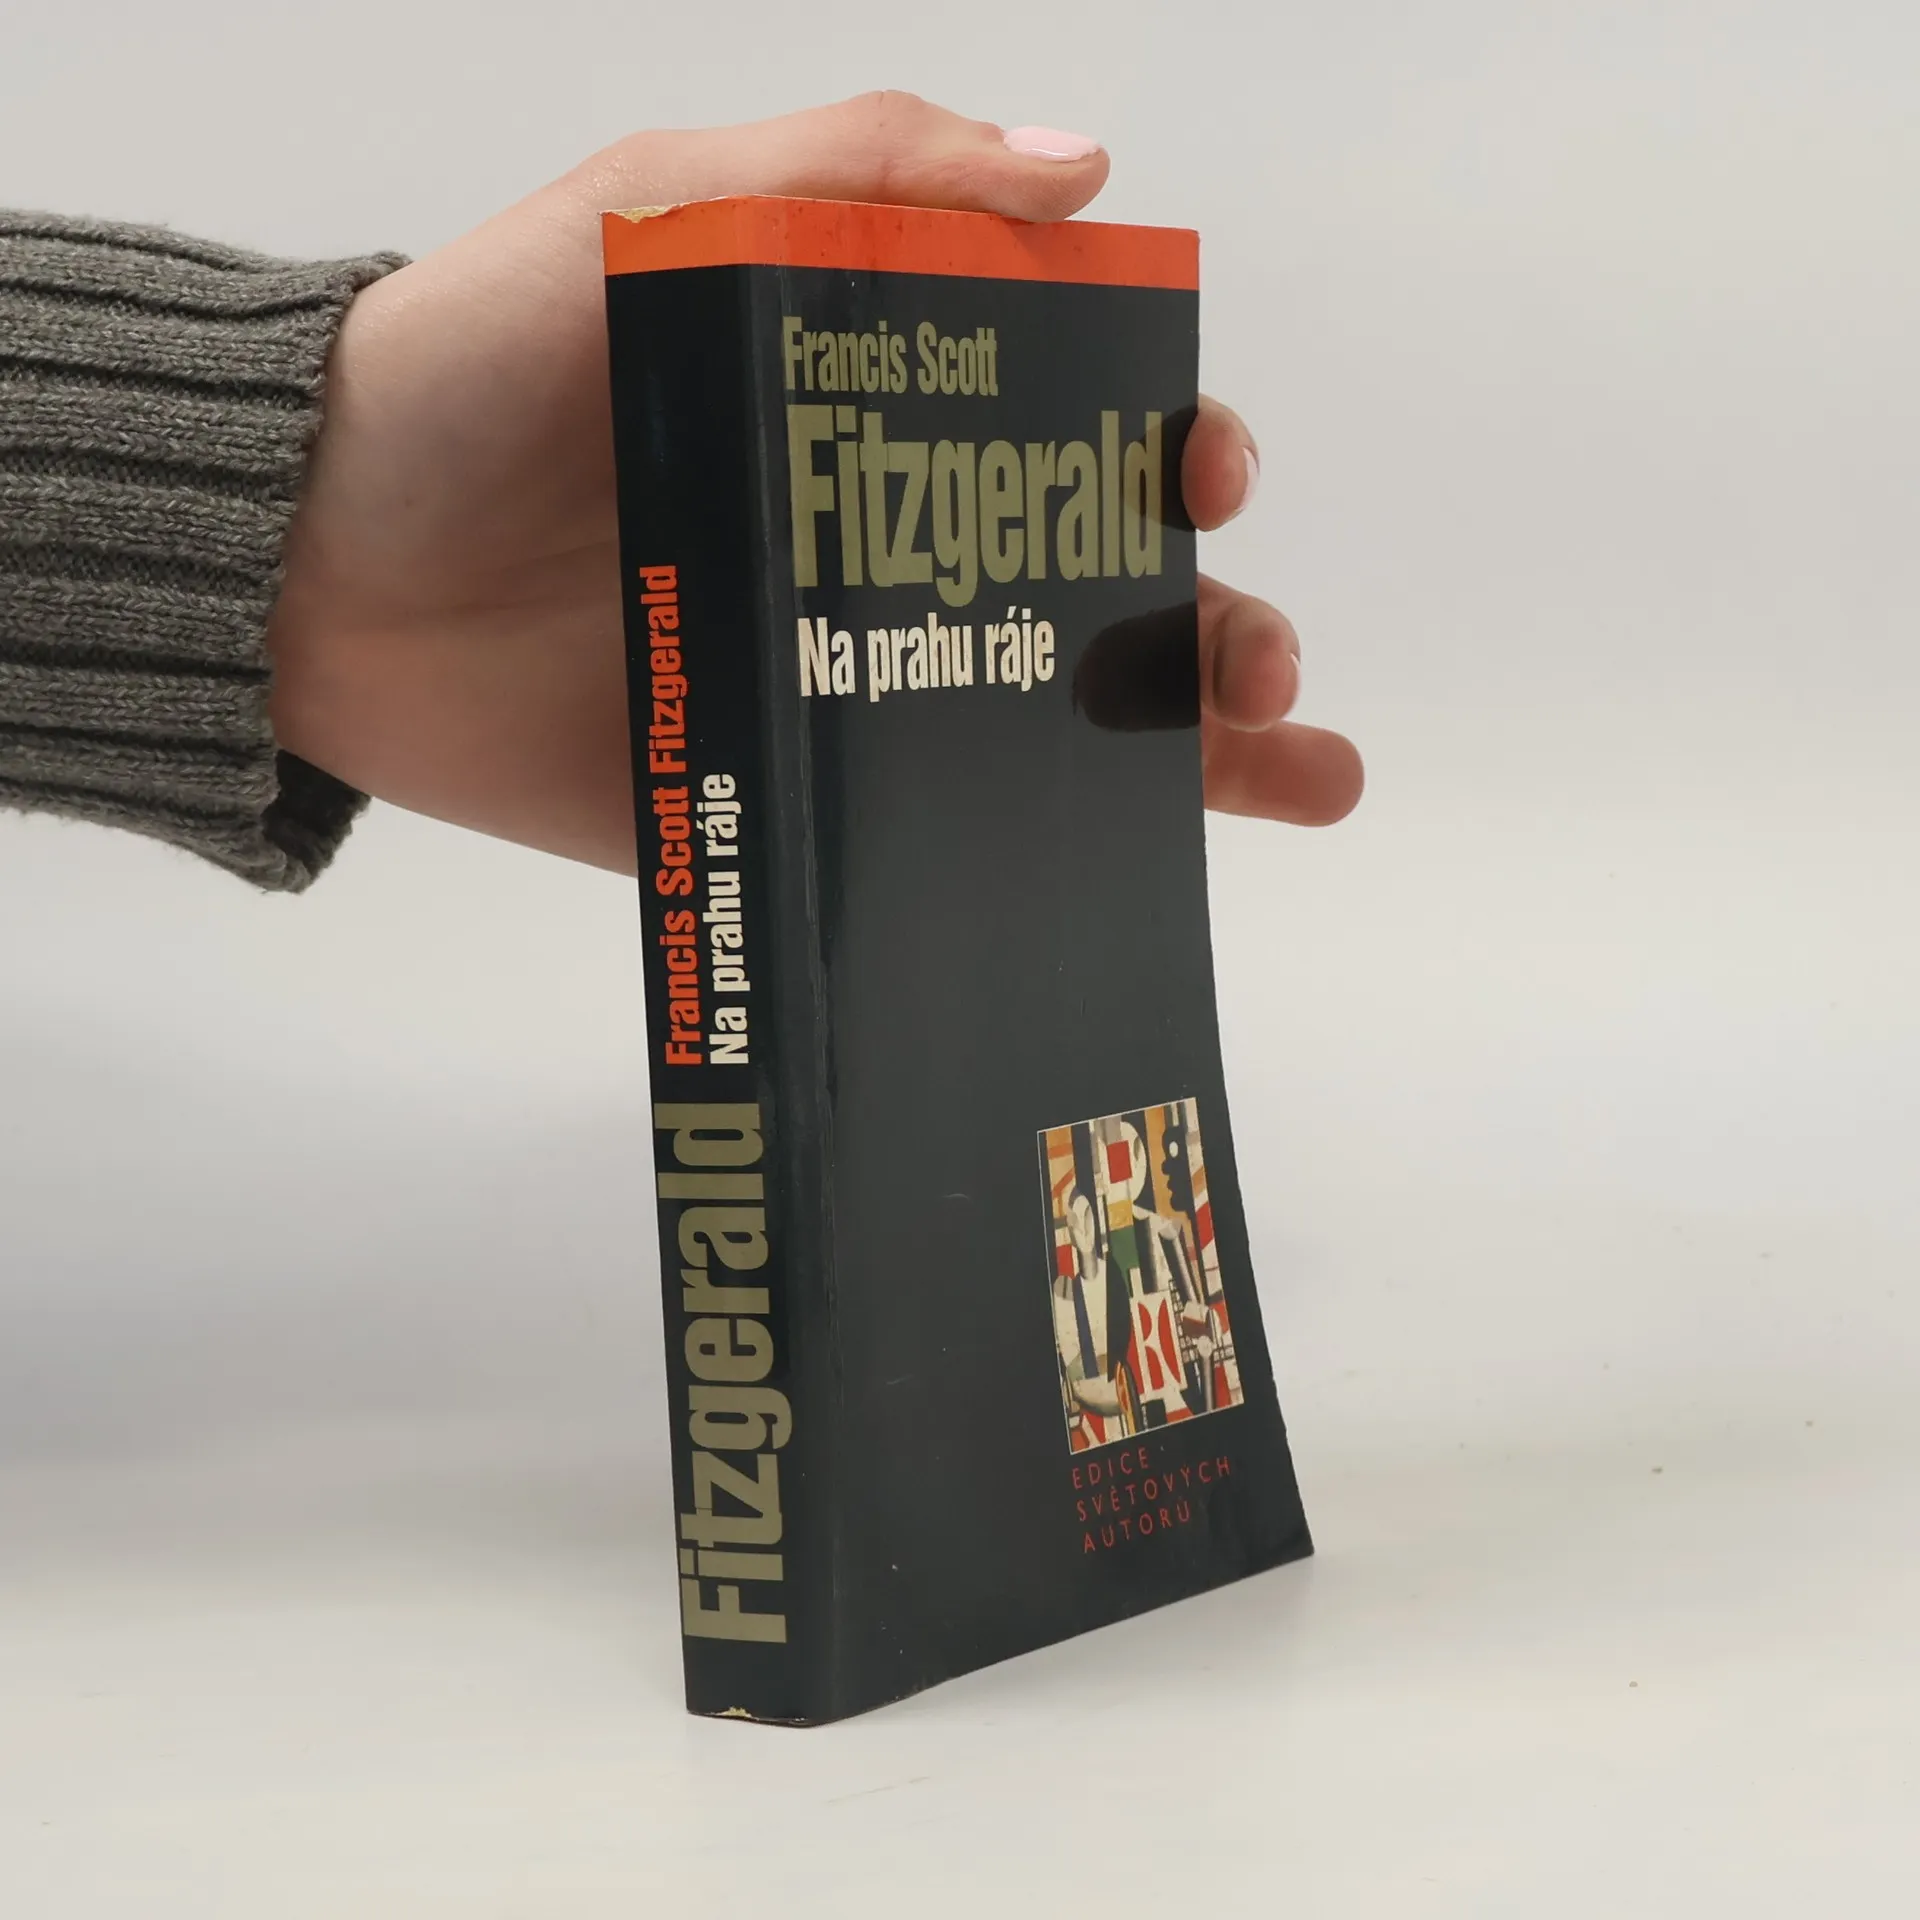 Francis Scott
Fitzgerald
Na prahu ráje
EDICE
SVĚTOVÝCH
AUTORŮ
Fitzgerald
Francis Scott Fitzgerald
Na prahu ráje